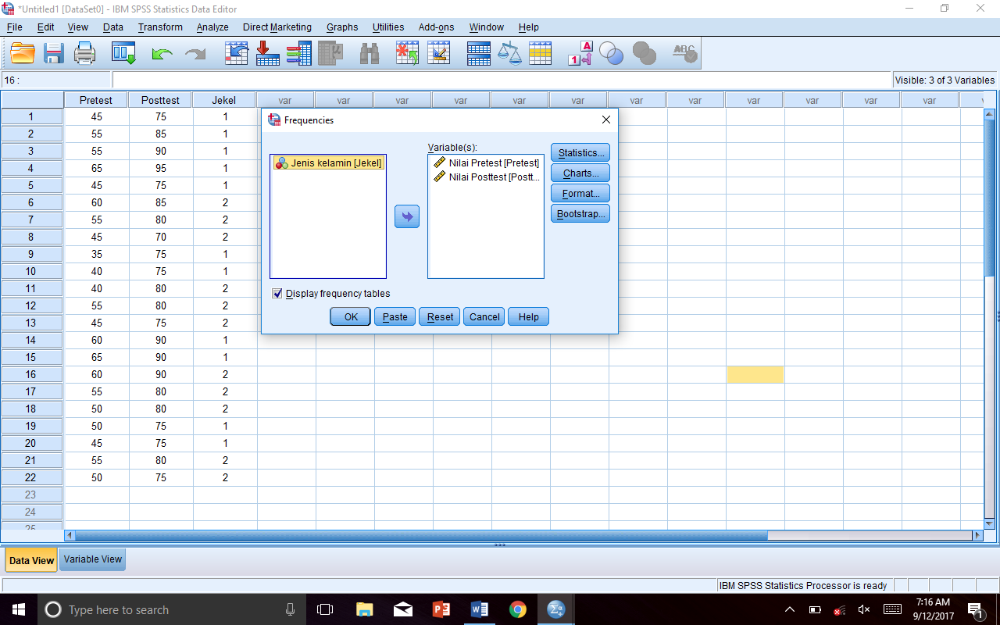 *Untitled1 [DataSet0] - IBM SPSS Statistics Data Editor
File Edit View Data Transform Analyze Direct Marketing Graphs Utilities Add-ons Window Help
16 :
Visible: 3 of 3 Variables
Pretest Posttest Jekel var var var var var var var var var var var var
1 45 75 1
2 55 85 1
3 55 90 1
4 65 95 1
5 45 75 1
6 60 85 2
7 55 80 2
8 45 70 2
9 35 75 1
10 40 75 1
11 40 80 2
12 55 80 2
13 45 75 2
14 60 90 1
15 65 90 1
16 60 90 2
17 55 80 2
18 50 80 2
19 50 75 1
20 45 75 1
21 55 80 2
22 50 75 2
23
24
25
Frequencies
Variable(s):
Jenis kelamin [Jekel]
Nilai Pretest [Pretest]
Nilai Posttest [Postt...
Statistics...
Charts...
Format...
Bootstrap...
Display frequency tables
OK Paste Reset Cancel Help
Data View Variable View
IBM SPSS Statistics Processor is ready
Type here to search
7:16 AM
9/12/2017
1